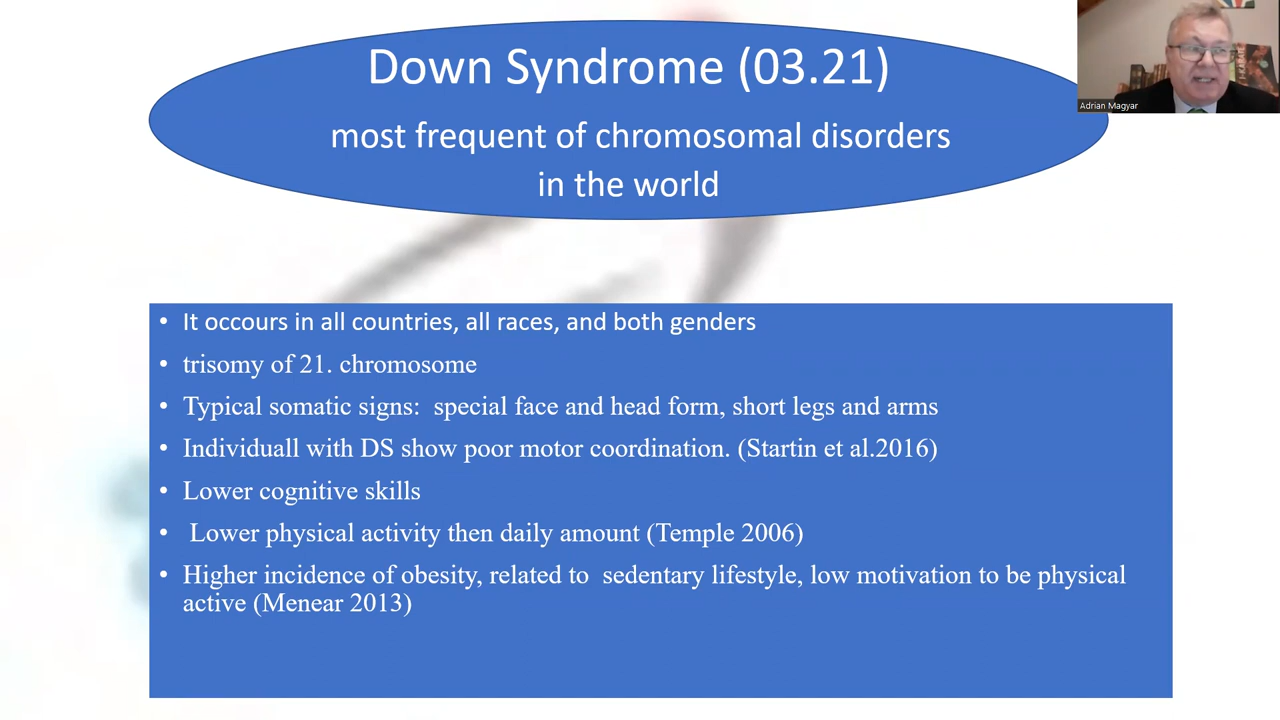 Down Syndrome (03.21)
most frequent of chromosomal disorders
in the world
Adrian Magyar
• It occours in all countries, all races, and both genders
• trisomy of 21. chromosome
• Typical somatic signs:  special face and head form, short legs and arms
• Individuall with DS show poor motor coordination. (Startin et al.2016)
• Lower cognitive skills
• Lower physical activity then daily amount (Temple 2006)
• Higher incidence of obesity, related to  sedentary lifestyle, low motivation to be physical
active (Menear 2013)